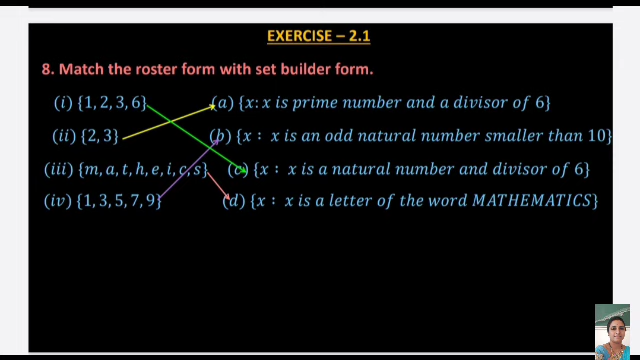 EXERCISE – 2.1
8. Match the roster form with set builder form.
(i) {1, 2, 3, 6} (a) {x: x is prime number and a divisor of 6}
(ii) {2, 3} (b) {x : x is an odd natural number smaller than 10}
(iii) {m, a, t, h, e, i, c, s} (c) {x : x is a natural number and divisor of 6}
(iv) {1, 3, 5, 7, 9} (d) {x : x is a letter of the word MATHEMATICS}